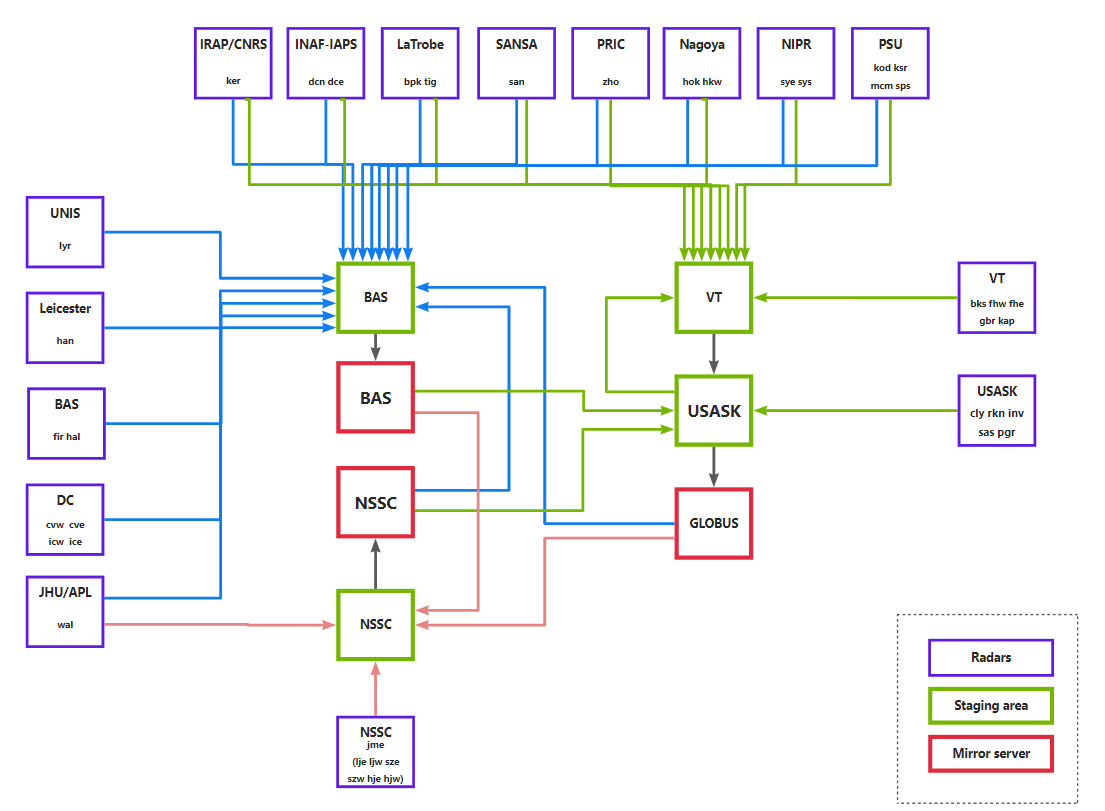 IRAP/CNRS
ker
INAF-IAPS
dcn dce
LaTrobe
bpk tig
SANSA
san
PRIC
zho
Nagoya
hok hkw
NIPR
sye sys
PSU
kod ksr
mcm sps
UNIS
lyr
Leicester
han
BAS
fir hal
DC
cvw cve
icw ice
JHU/APL
wal
BAS
BAS
NSSC
NSSC
NSSC
jme
(lje ljw sze
szw hje hjw)
VT
USASK
GLOBUS
VT
bks fhw fhe
gbr kap
USASK
cly rkn inv
sas pgr
Radars
Staging area
Mirror server